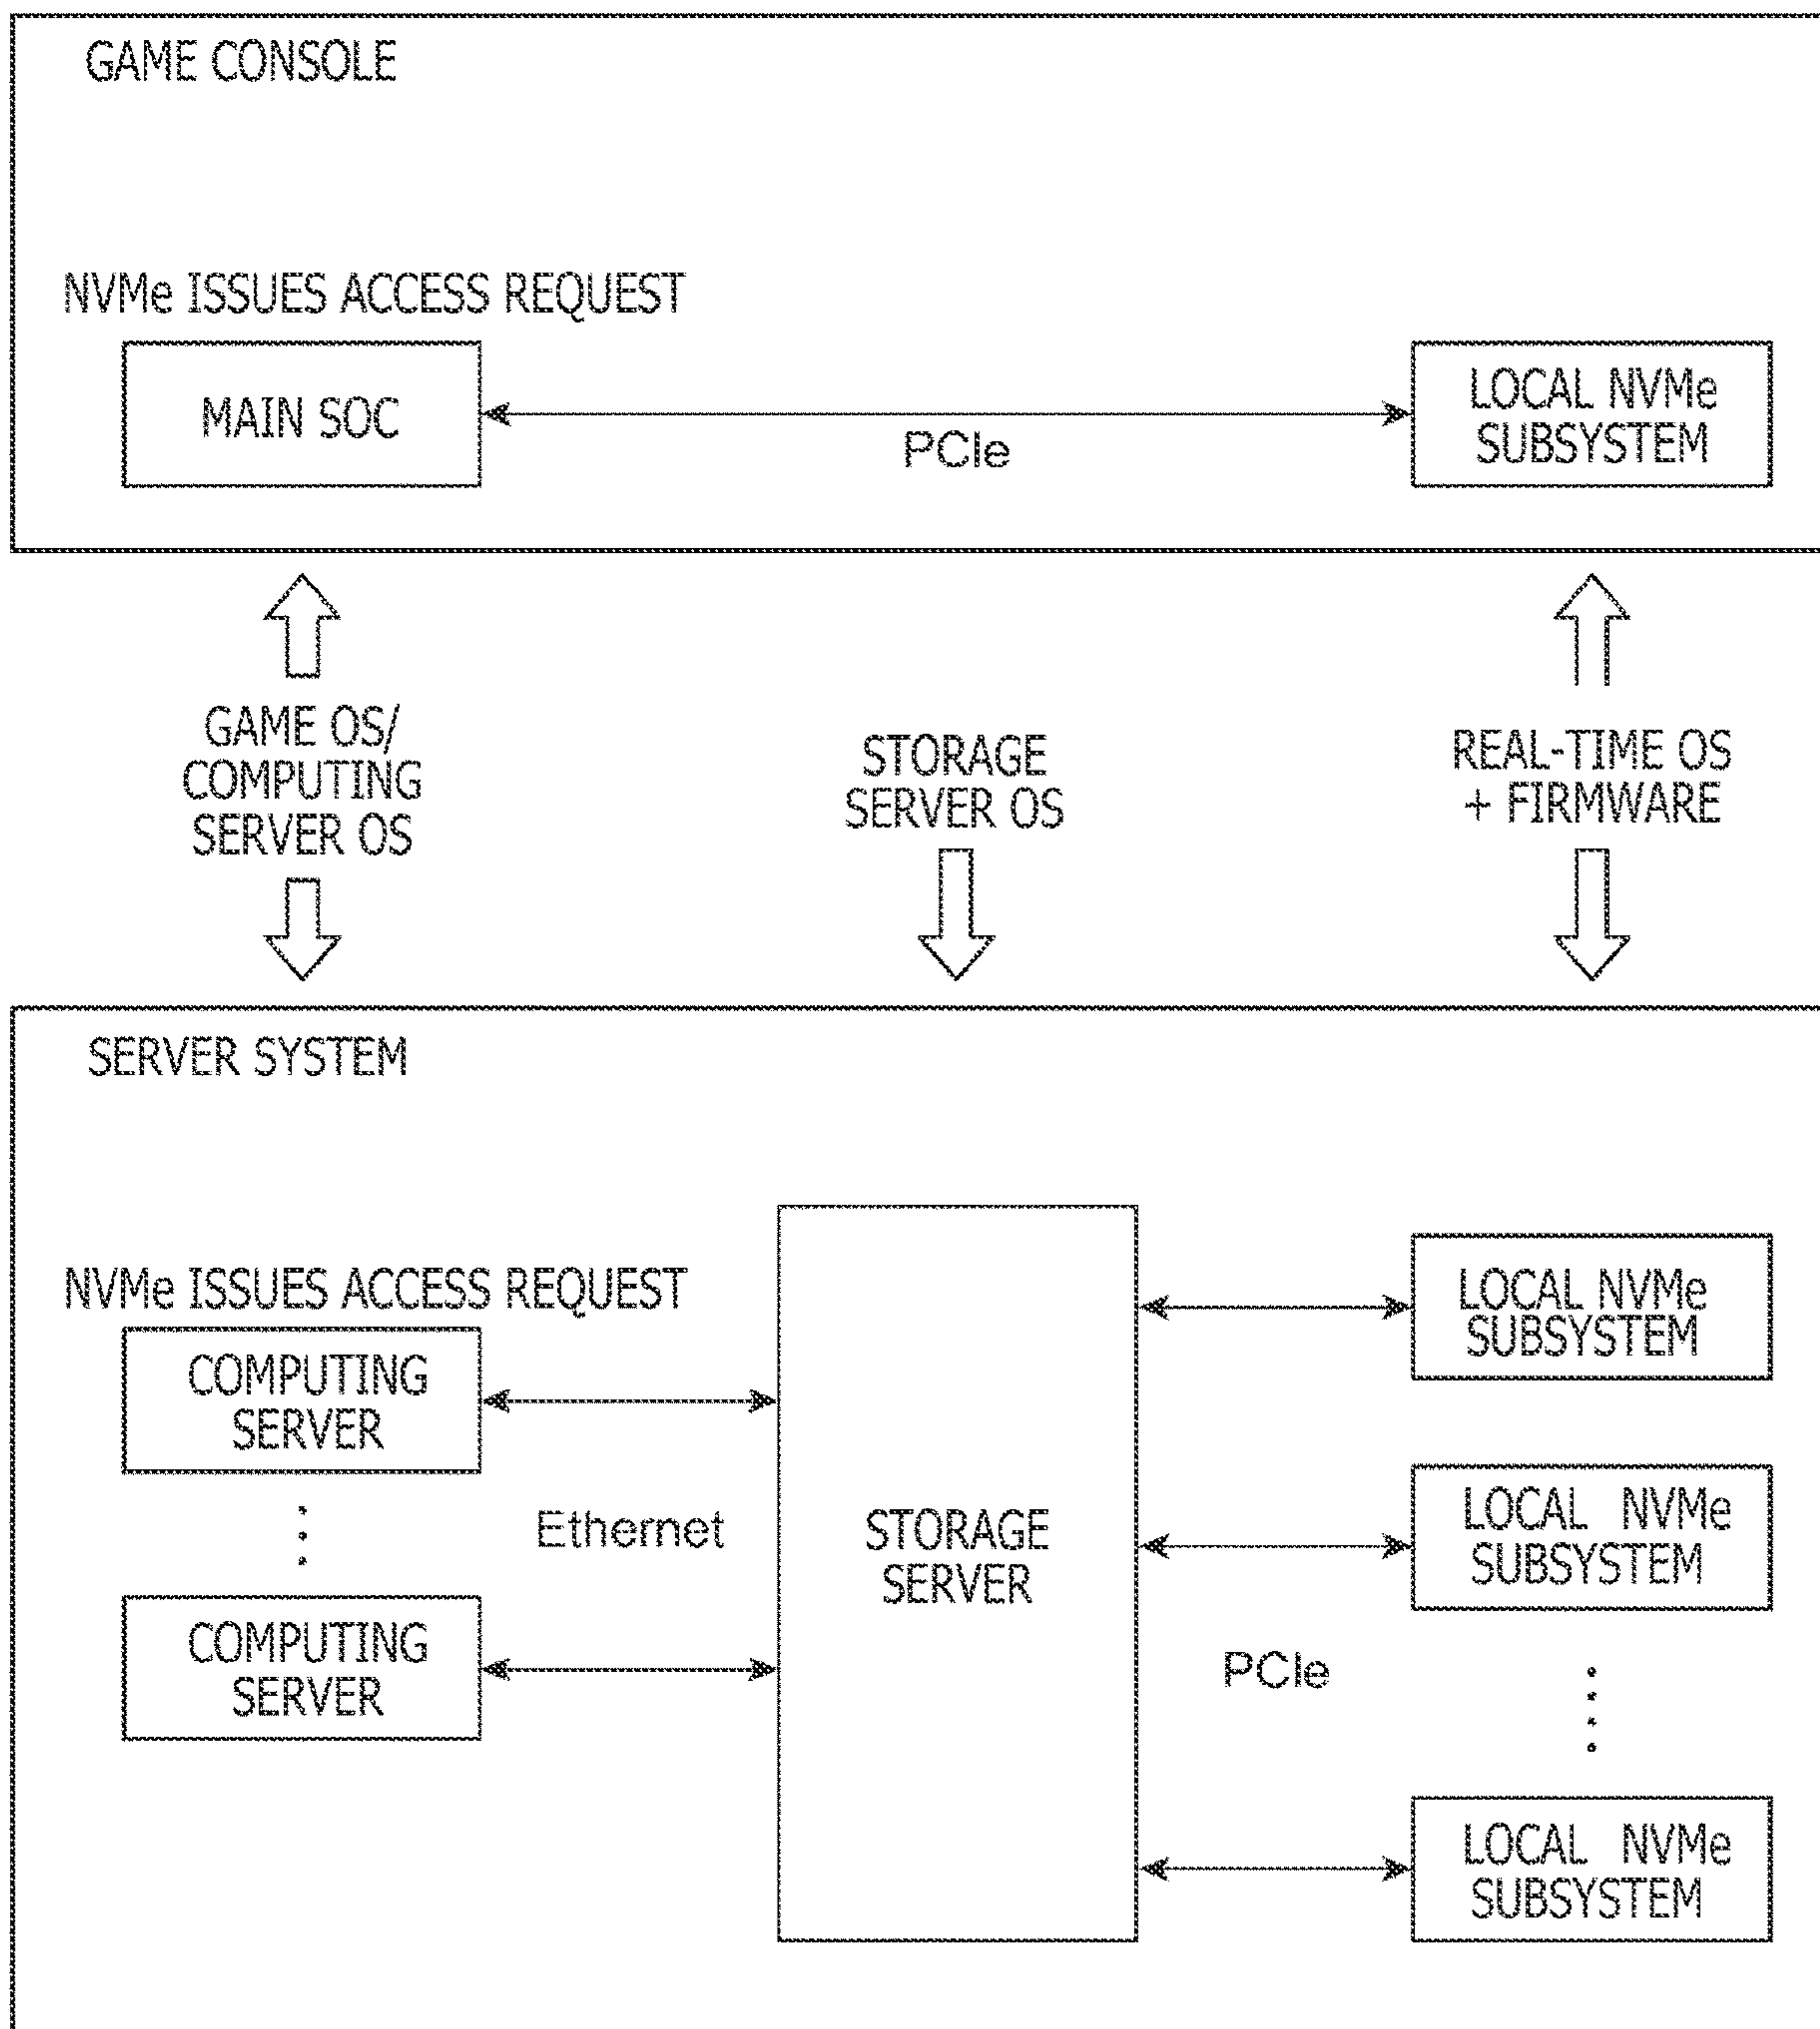 GAME CONSOLE
NVMe ISSUES ACCESS REQUEST
MAIN SOC
PCIe
LOCAL NVMe
SUBSYSTEM
GAME OS/
COMPUTING
SERVER OS
STORAGE
SERVER OS
REAL-TIME OS
+ FIRMWARE
SERVER SYSTEM
NVMe ISSUES ACCESS REQUEST
COMPUTING
SERVER
Ethernet
COMPUTING
SERVER
STORAGE
SERVER
LOCAL NVMe
SUBSYSTEM
LOCAL NVMe
SUBSYSTEM
PCIe
LOCAL NVMe
SUBSYSTEM